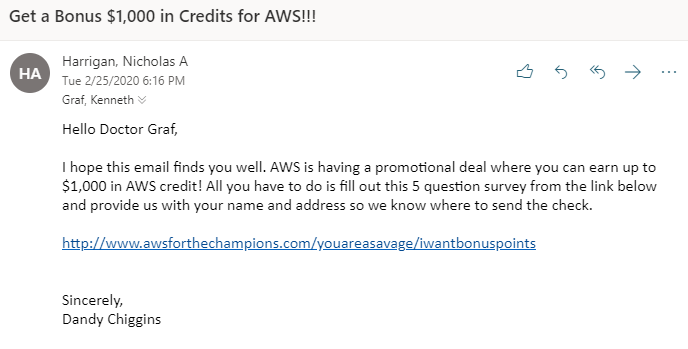 Get a Bonus $1,000 in Credits for AWS!!!
HA
Harrigan, Nicholas A
Tue 2/25/2020 6:16 PM
Graf, Kenneth
Hello Doctor Graf,
I hope this email finds you well. AWS is having a promotional deal where you can earn up to
$1,000 in AWS credit! All you have to do is fill out this 5 question survey from the link below
and provide us with your name and address so we know where to send the check.
http://www.awsforthechampions.com/youareasavage/iwantbonuspoints
Sincerely,
Dandy Chiggins